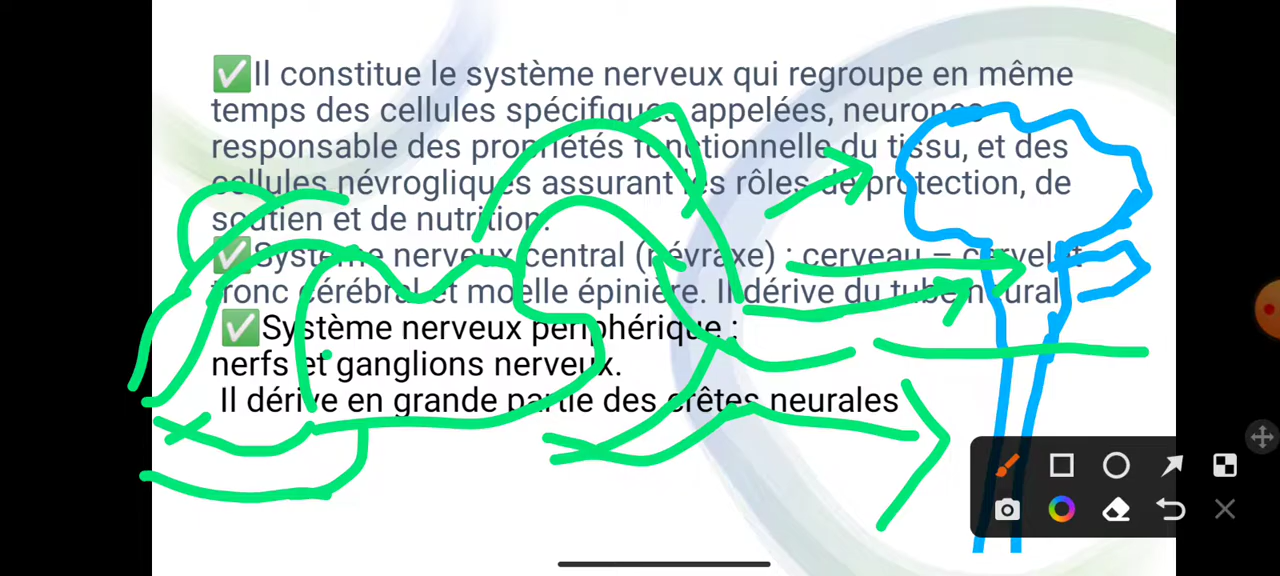 ✅Il constitue le système nerveux qui regroupe en même
temps des cellules spécifiques appelées, neurones
responsable des propriétés fonctionnelle du tissu, et des
cellules névrogliques assurant les rôles de protection, de
soutien et de nutrition.
✅Système nerveux central (névraxe) : cerveau – cervelet
tronc cérébral et moelle épinière. Il dérive du tube neural
✅Système nerveux périphérique :
nerfs et ganglions nerveux.
Il dérive en grande partie des crêtes neurales